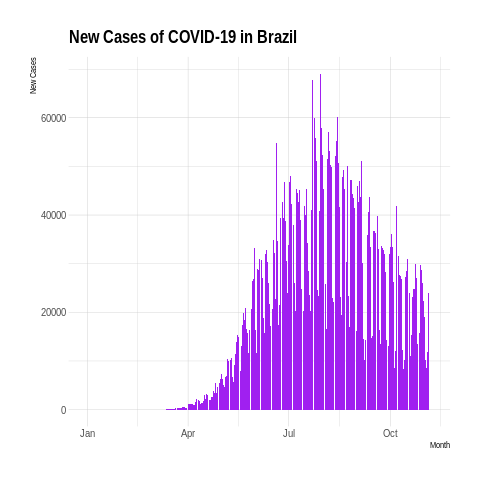 New Cases of COVID-19 in Brazil
New Cases
60000
40000
20000
0
Jan Apr Jul Oct
Month